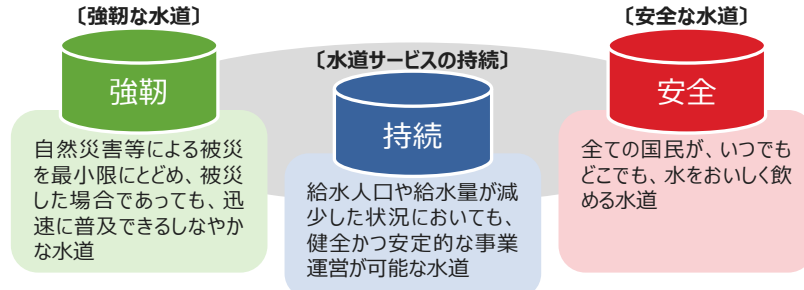 〔強靭な水道〕
強靭
自然災害等による被災
を最小限にとどめ、被災
した場合であっても、迅
速に普及できるしなやか
な水道
〔水道サービスの持続〕
持続
給水人口や給水量が減
少した状況においても、
健全かつ安定的な事業
運営が可能な水道
〔安全な水道〕
安全
全ての国民が、いつでも
どこでも、水をおいしく飲
める水道